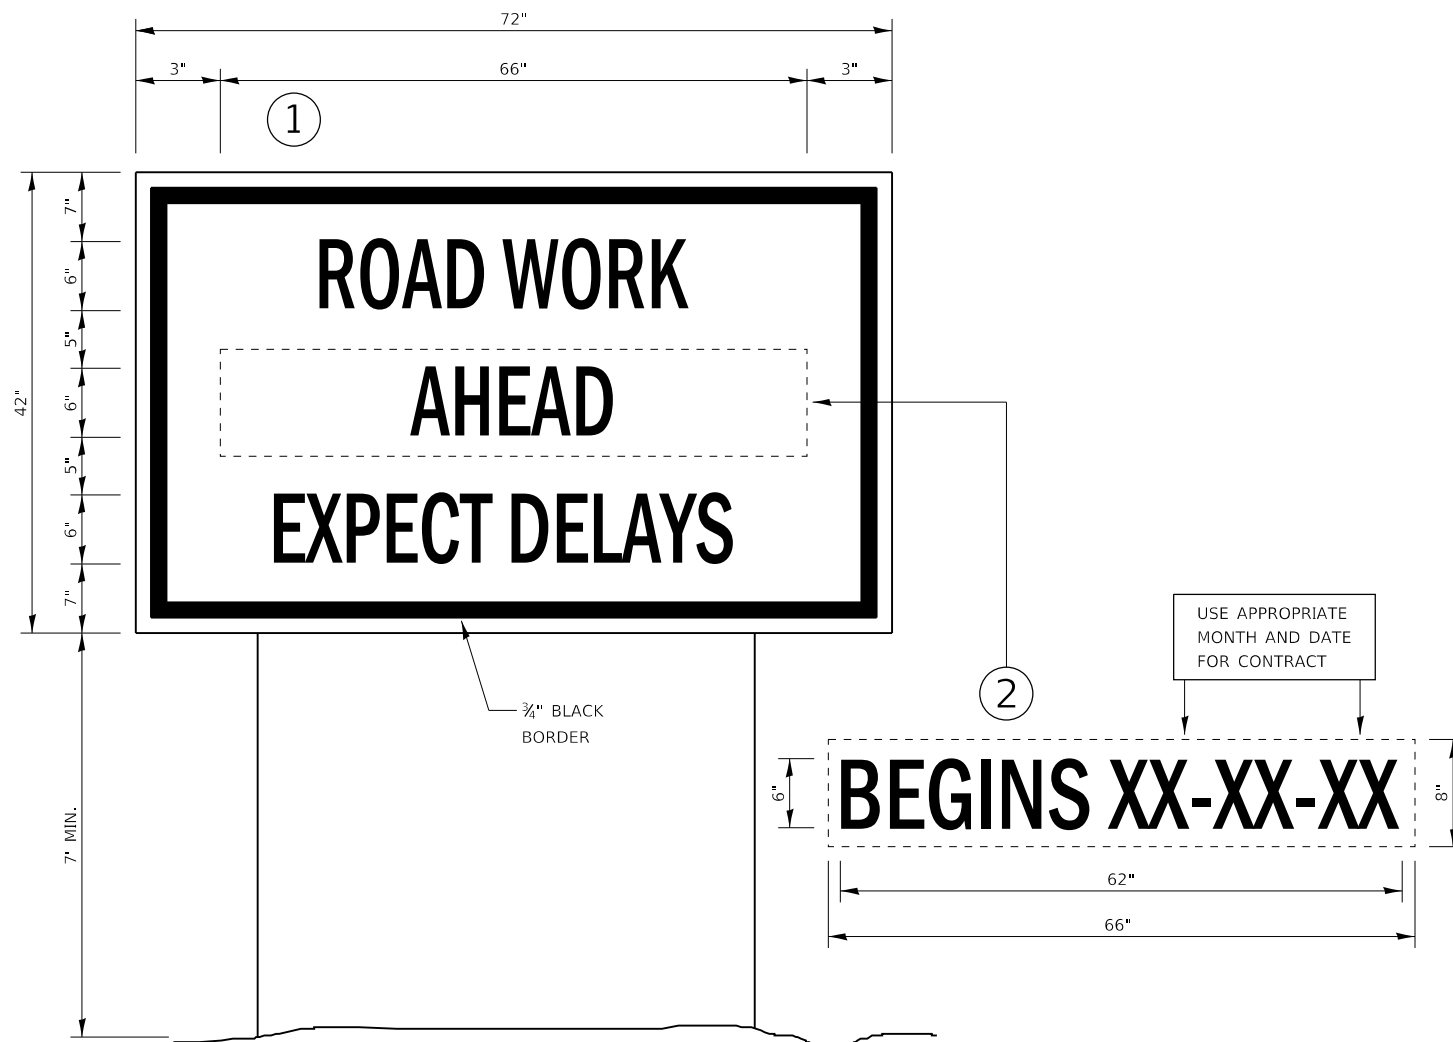 72"
3" 66" 3"
1
7"
6"
5"
6"
5"
6"
7"
42"
ROAD WORK
AHEAD
EXPECT DELAYS
¾" BLACK
BORDER
7' MIN.
2
USE APPROPRIATE
MONTH AND DATE
FOR CONTRACT
6"
BEGINS XX-XX-XX
8"
62"
66"